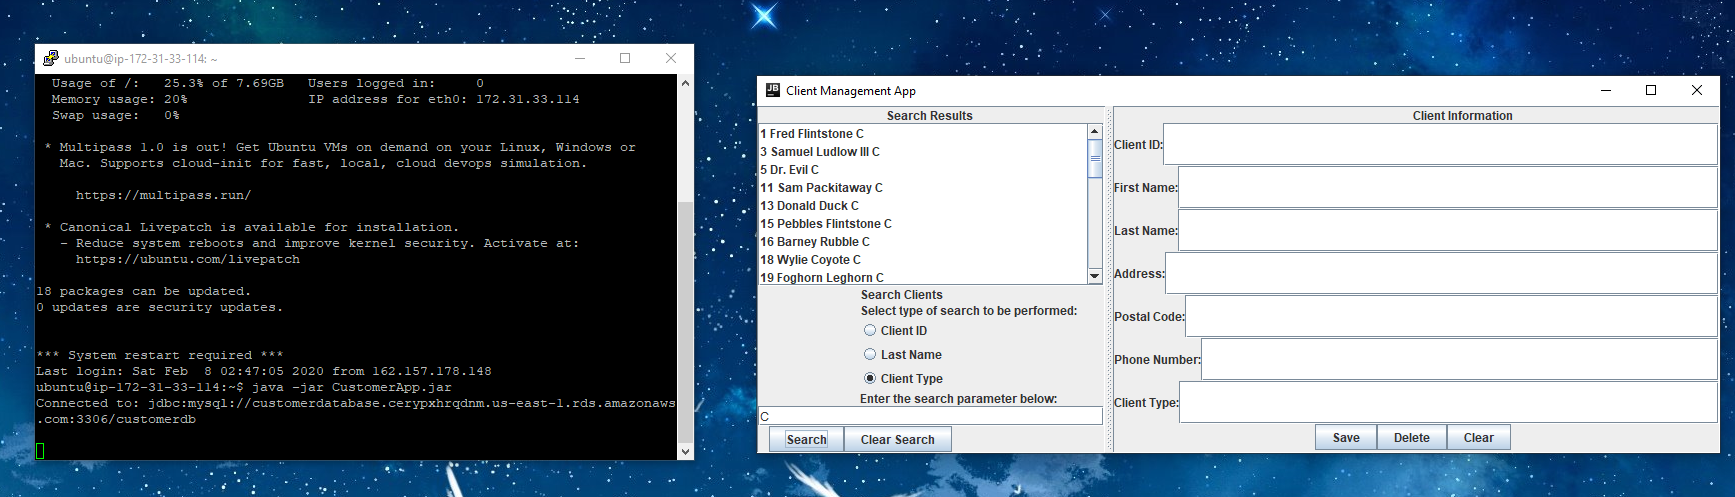 ubuntu@ip-172-31-33-114: ~
Usage of /:   25.3% of 7.69GB   Users logged in:     0
Memory usage: 20%               IP address for eth0: 172.31.33.114
Swap usage:   0%
* Multipass 1.0 is out! Get Ubuntu VMs on demand on your Linux, Windows or
Mac. Supports cloud-init for fast, local, cloud devops simulation.
https://multipass.run/
* Canonical Livepatch is available for installation.
- Reduce system reboots and improve kernel security. Activate at:
https://ubuntu.com/livepatch
18 packages can be updated.
0 updates are security updates.
*** System restart required ***
Last login: Sat Feb  8 02:47:05 2020 from 162.157.178.148
ubuntu@ip-172-31-33-114:~$ java -jar CustomerApp.jar
Connected to: jdbc:mysql://customerdatabase.cerypxhrqdnm.us-east-1.rds.amazonaws
.com:3306/customerdb
JB
Client Management App
Search Results
1 Fred Flintstone C
3 Samuel Ludlow III C
5 Dr. Evil C
11 Sam Packitaway C
13 Donald Duck C
15 Pebbles Flintstone C
16 Barney Rubble C
18 Wylie Coyote C
19 Foghorn Leghorn C
Search Clients
Select type of search to be performed:
Client ID
Last Name
Client Type
Enter the search parameter below:
C
Search
Clear Search
Client Information
Client ID:
First Name:
Last Name:
Address:
Postal Code:
Phone Number:
Client Type:
Save
Delete
Clear